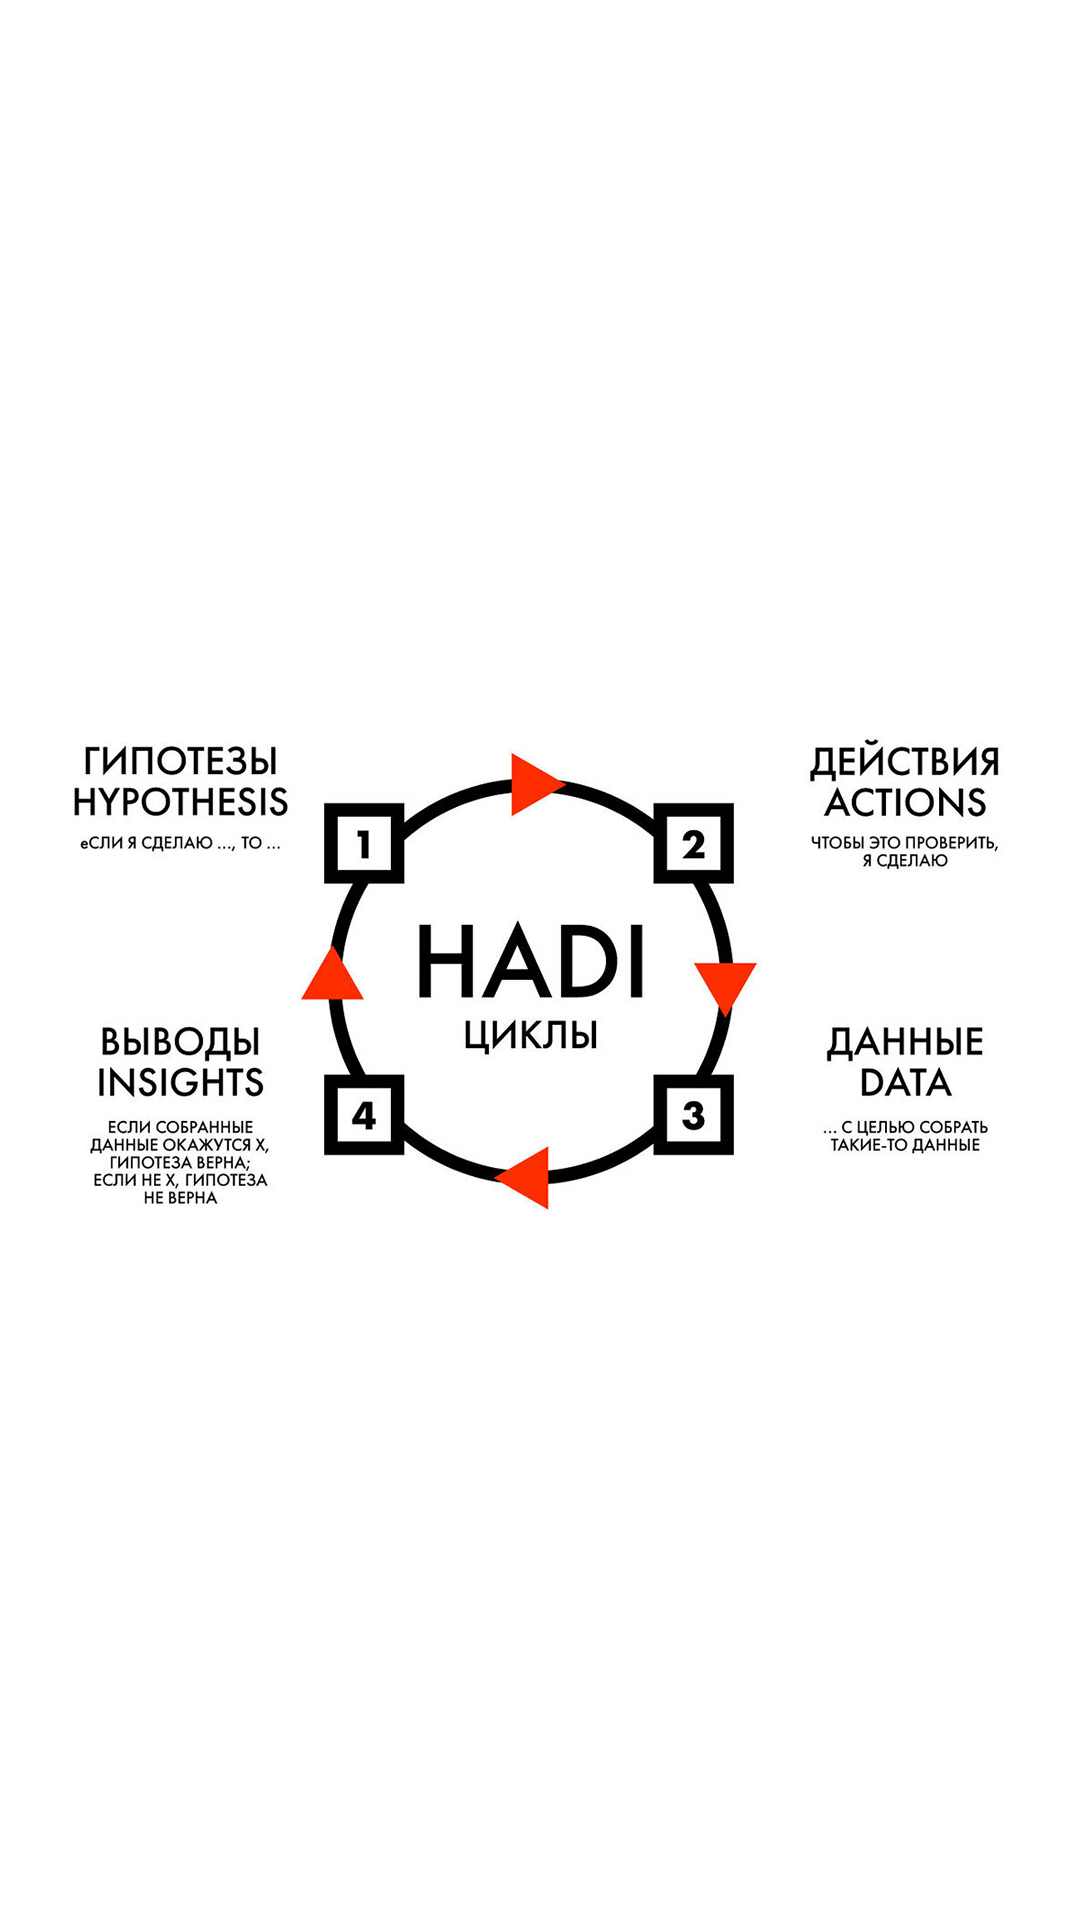 ГИПОТЕЗЫ
HYPOTHESIS
еСЛИ Я СДЕЛАЮ ..., ТО ...
1
2
ДЕЙСТВИЯ
ACTIONS
ЧТОБЫ ЭТО ПРОВЕРИТЬ,
Я СДЕЛАЮ
HADI
ЦИКЛЫ
ВЫВОДЫ
INSIGHTS
ЕСЛИ СОБРАННЫЕ
ДАННЫЕ ОКАЖУТСЯ Х,
ГИПОТЕЗА ВЕРНА;
ЕСЛИ НЕ Х, ГИПОТЕЗА
НЕ ВЕРНА
4
3
ДАННЫЕ
DATA
... С ЦЕЛЬЮ СОБРАТЬ
ТАКИЕ-ТО ДАННЫЕ